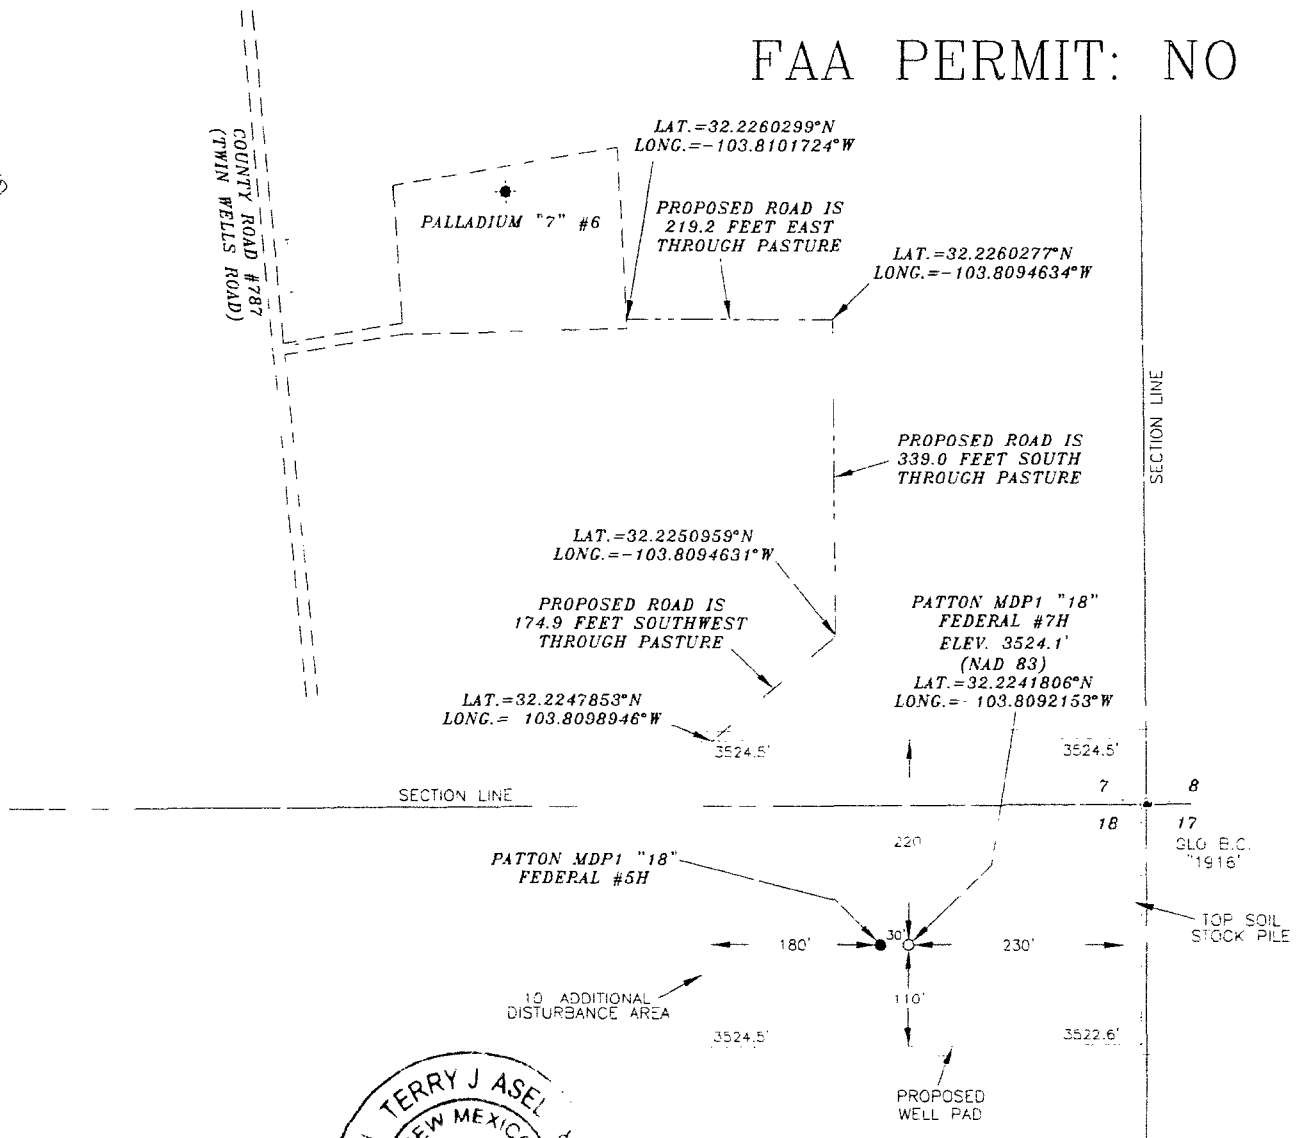 FAA PERMIT: NO
COUNTY ROAD #787
(TWIN WELLS ROAD)
LAT.=32.2260299°N
LONG.=-103.8101724°W
PALLADIUM "7" #6
PROPOSED ROAD IS
219.2 FEET EAST
THROUGH PASTURE
LAT.=32.2260277°N
LONG.=-103.8094634°W
SECTION LINE
PROPOSED ROAD IS
339.0 FEET SOUTH
THROUGH PASTURE
LAT.=32.2250959°N
LONG.=-103.8094631°W
PROPOSED ROAD IS
174.9 FEET SOUTHWEST
THROUGH PASTURE
PATTON MDP1 "18"
FEDERAL #7H
ELEV. 3524.1'
(NAD 83)
LAT.=32.2241806°N
LONG.=- 103.8092153°W
LAT.=32.2247853°N
LONG.= 103.8098946°W
3524.5'
3524.5'
SECTION LINE
7 8
18 17
GLO B.C.
"1916'
220
PATTON MDP1 "18"
FEDERAL #5H
TOP SOIL
STOCK PILE
180'
30'
230'
110'
10 ADDITIONAL
DISTURBANCE AREA
3524.5'
3522.6'
PROPOSED
WELL PAD
TERRY J ASEL
NEW MEXICO